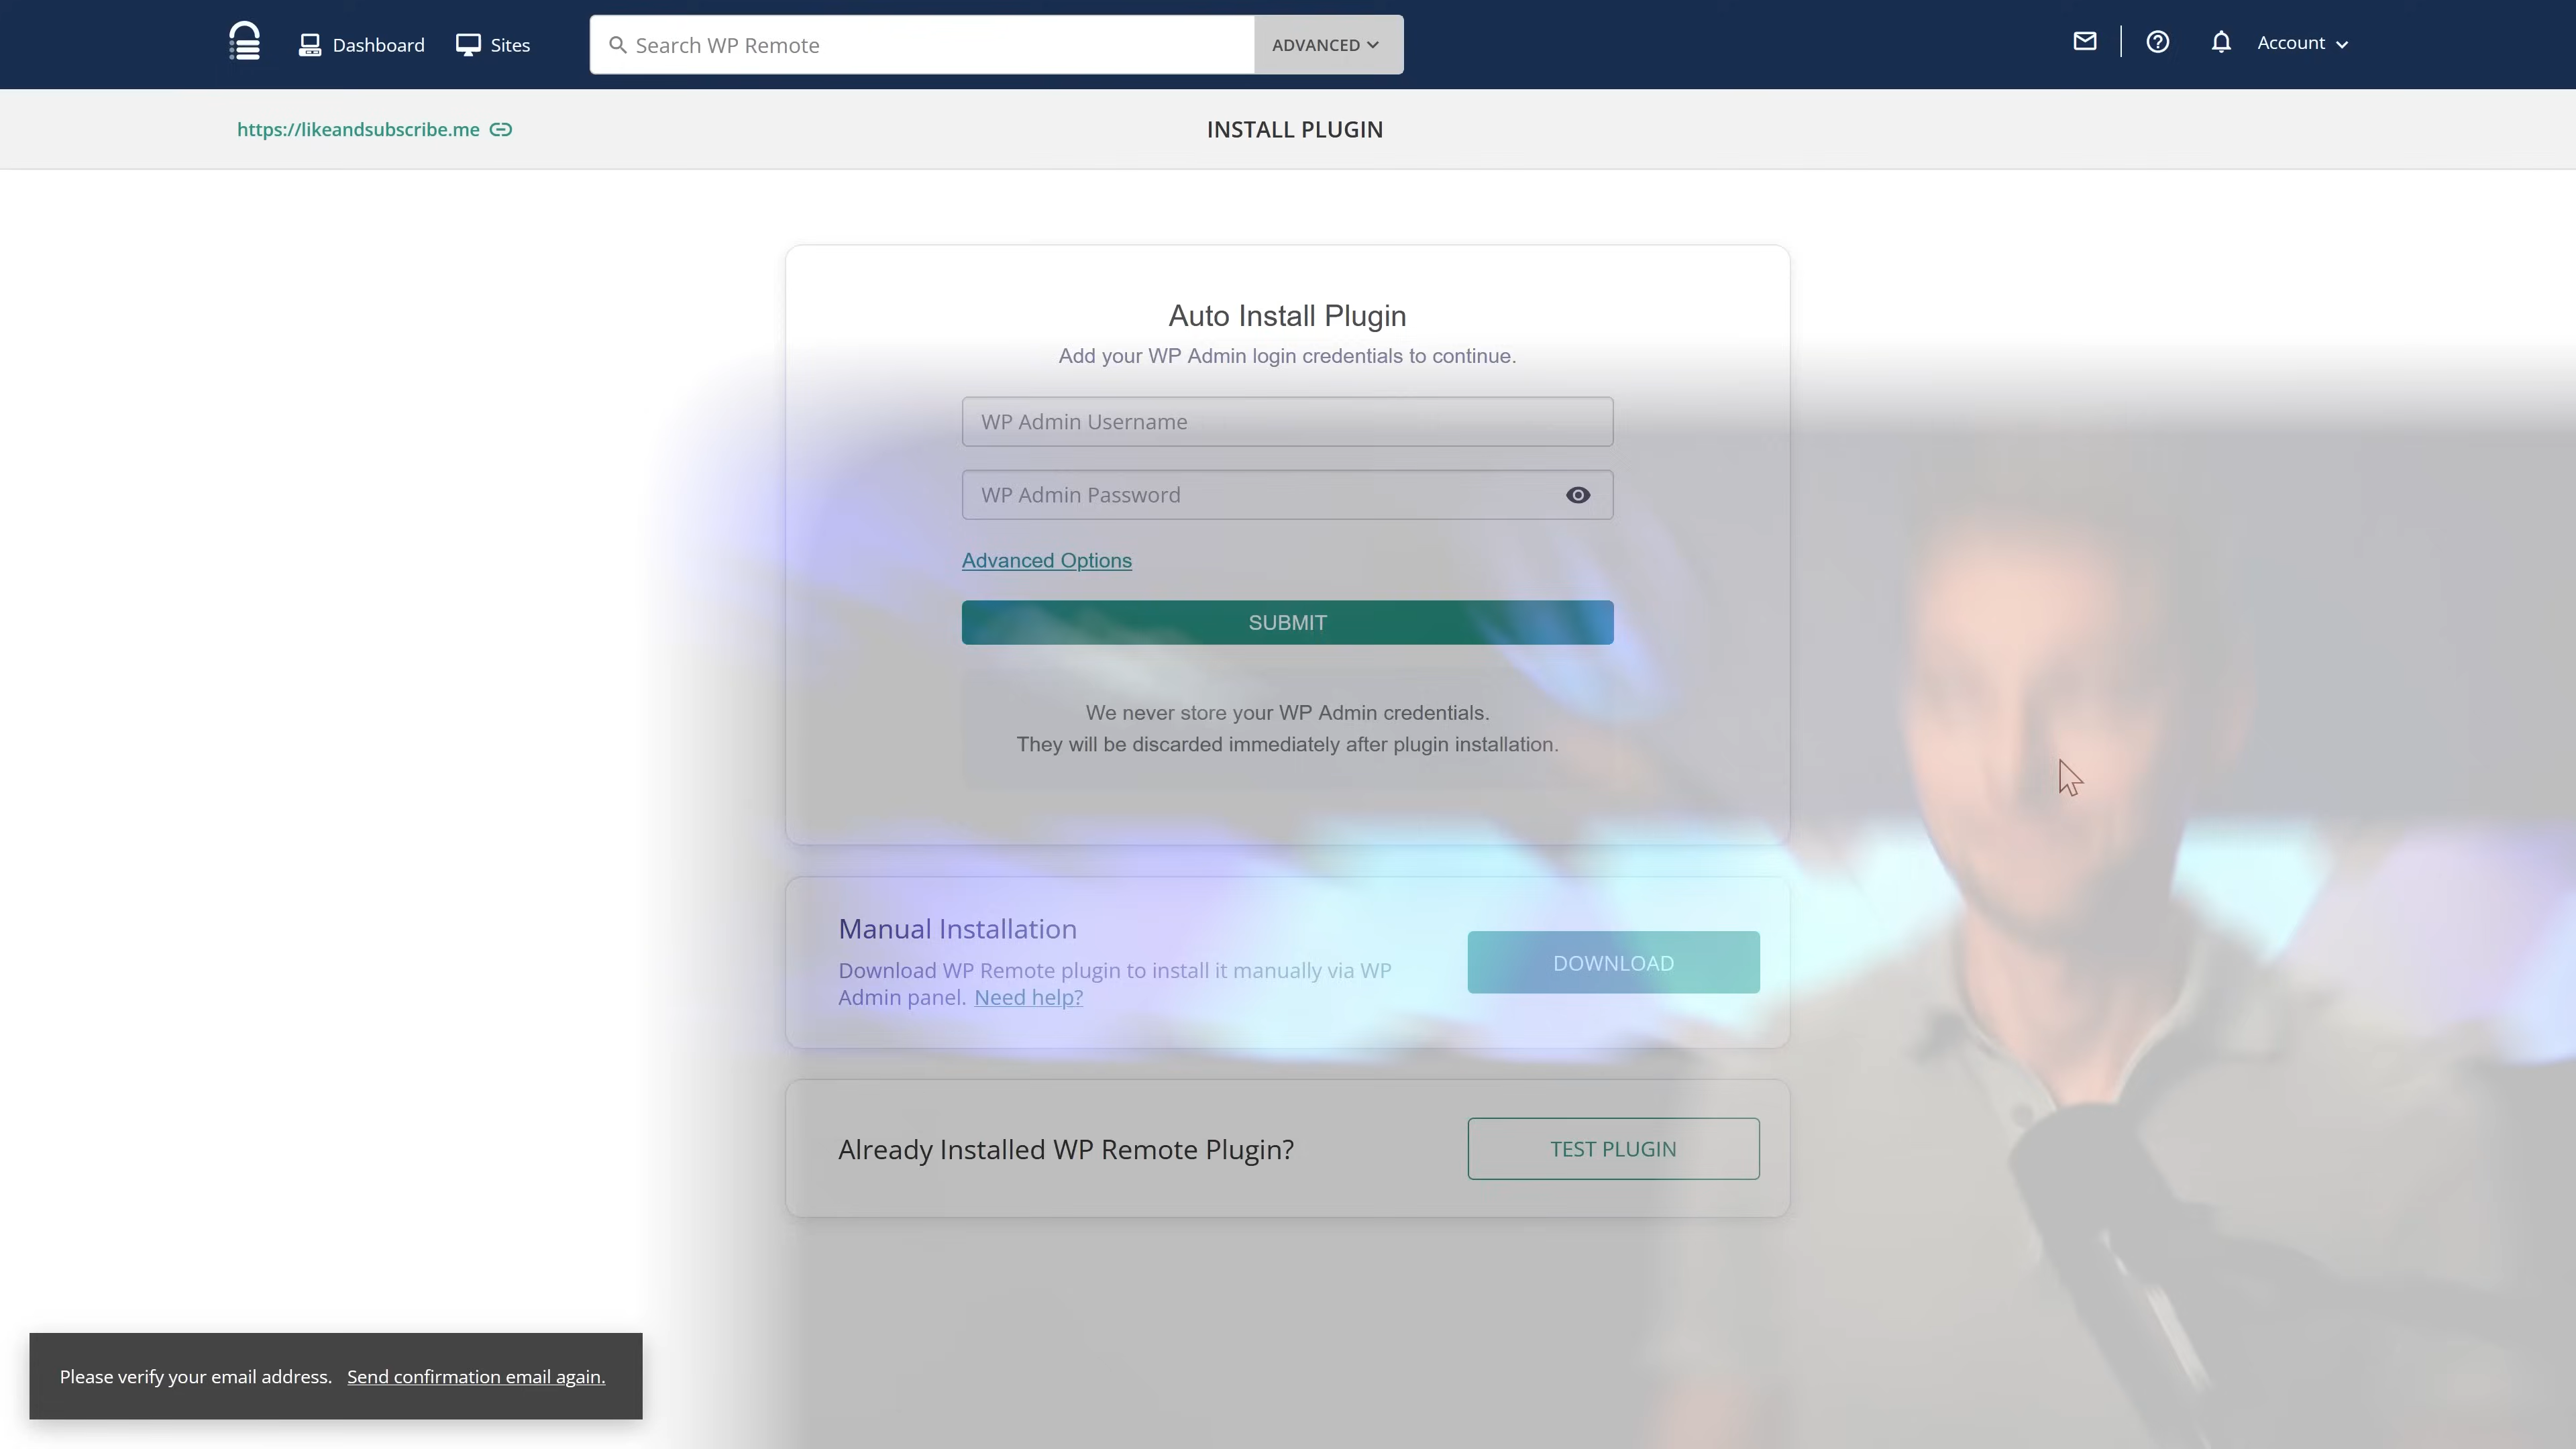 Dashboard
Sites
Search WP Remote
ADVANCED
Account
https://likeandsubscribe.me
INSTALL PLUGIN
Auto Install Plugin
Add your WP Admin login credentials to continue.
WP Admin Username
WP Admin Password
Advanced Options
SUBMIT
We never store your WP Admin credentials.
They will be discarded immediately after plugin installation.
Manual Installation
Download WP Remote plugin to install it manually via WP
Admin panel. Need help?
DOWNLOAD
Already Installed WP Remote Plugin?
TEST PLUGIN
Please verify your email address. Send confirmation email again.